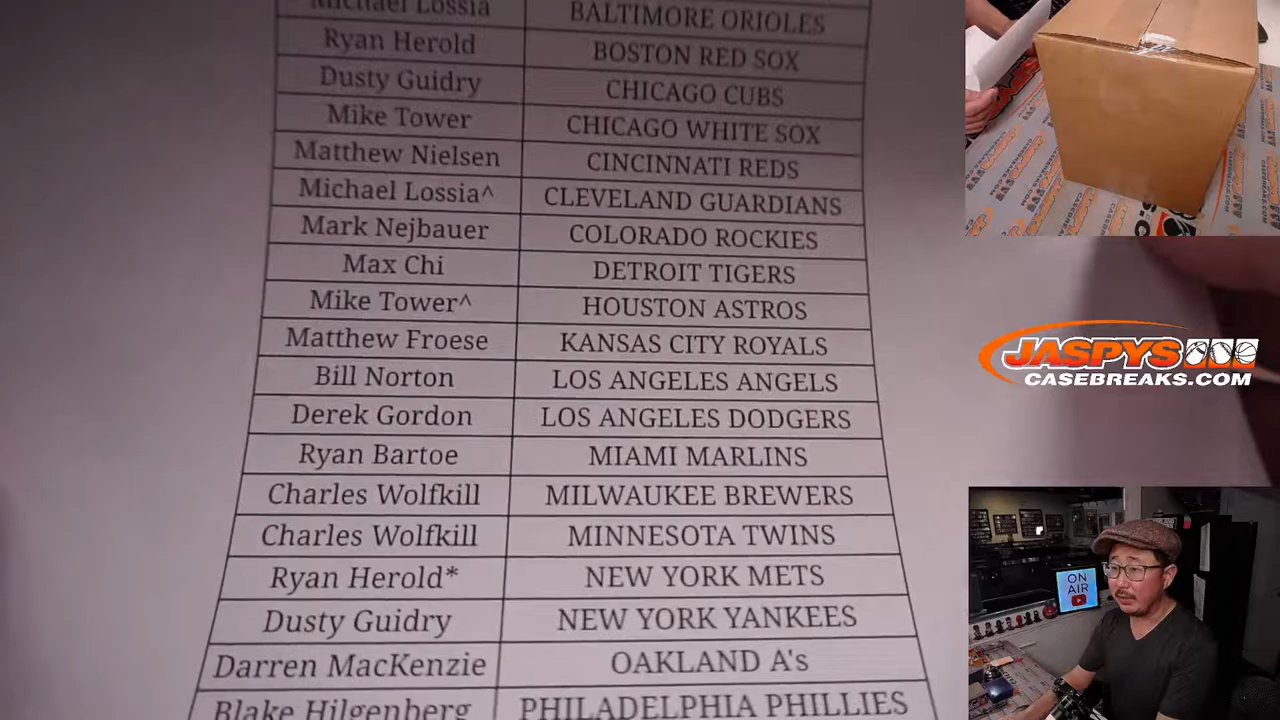 Michael Lossia BALTIMORE ORIOLES
Ryan Herold BOSTON RED SOX
Dusty Guidry CHICAGO CUBS
Mike Tower CHICAGO WHITE SOX
Matthew Nielsen CINCINNATI REDS
Michael Lossia^ CLEVELAND GUARDIANS
Mark Nejbauer COLORADO ROCKIES
Max Chi DETROIT TIGERS
Mike Tower^ HOUSTON ASTROS
Matthew Froese KANSAS CITY ROYALS
Bill Norton LOS ANGELES ANGELS
Derek Gordon LOS ANGELES DODGERS
Ryan Bartoe MIAMI MARLINS
Charles Wolfkill MILWAUKEE BREWERS
Charles Wolfkill MINNESOTA TWINS
Ryan Herold* NEW YORK METS
Dusty Guidry NEW YORK YANKEES
Darren MacKenzie OAKLAND A's
Blake Hilgenberg PHILADELPHIA PHILLIES
JASPYS
CASEBREAKS.COM
ON
AIR